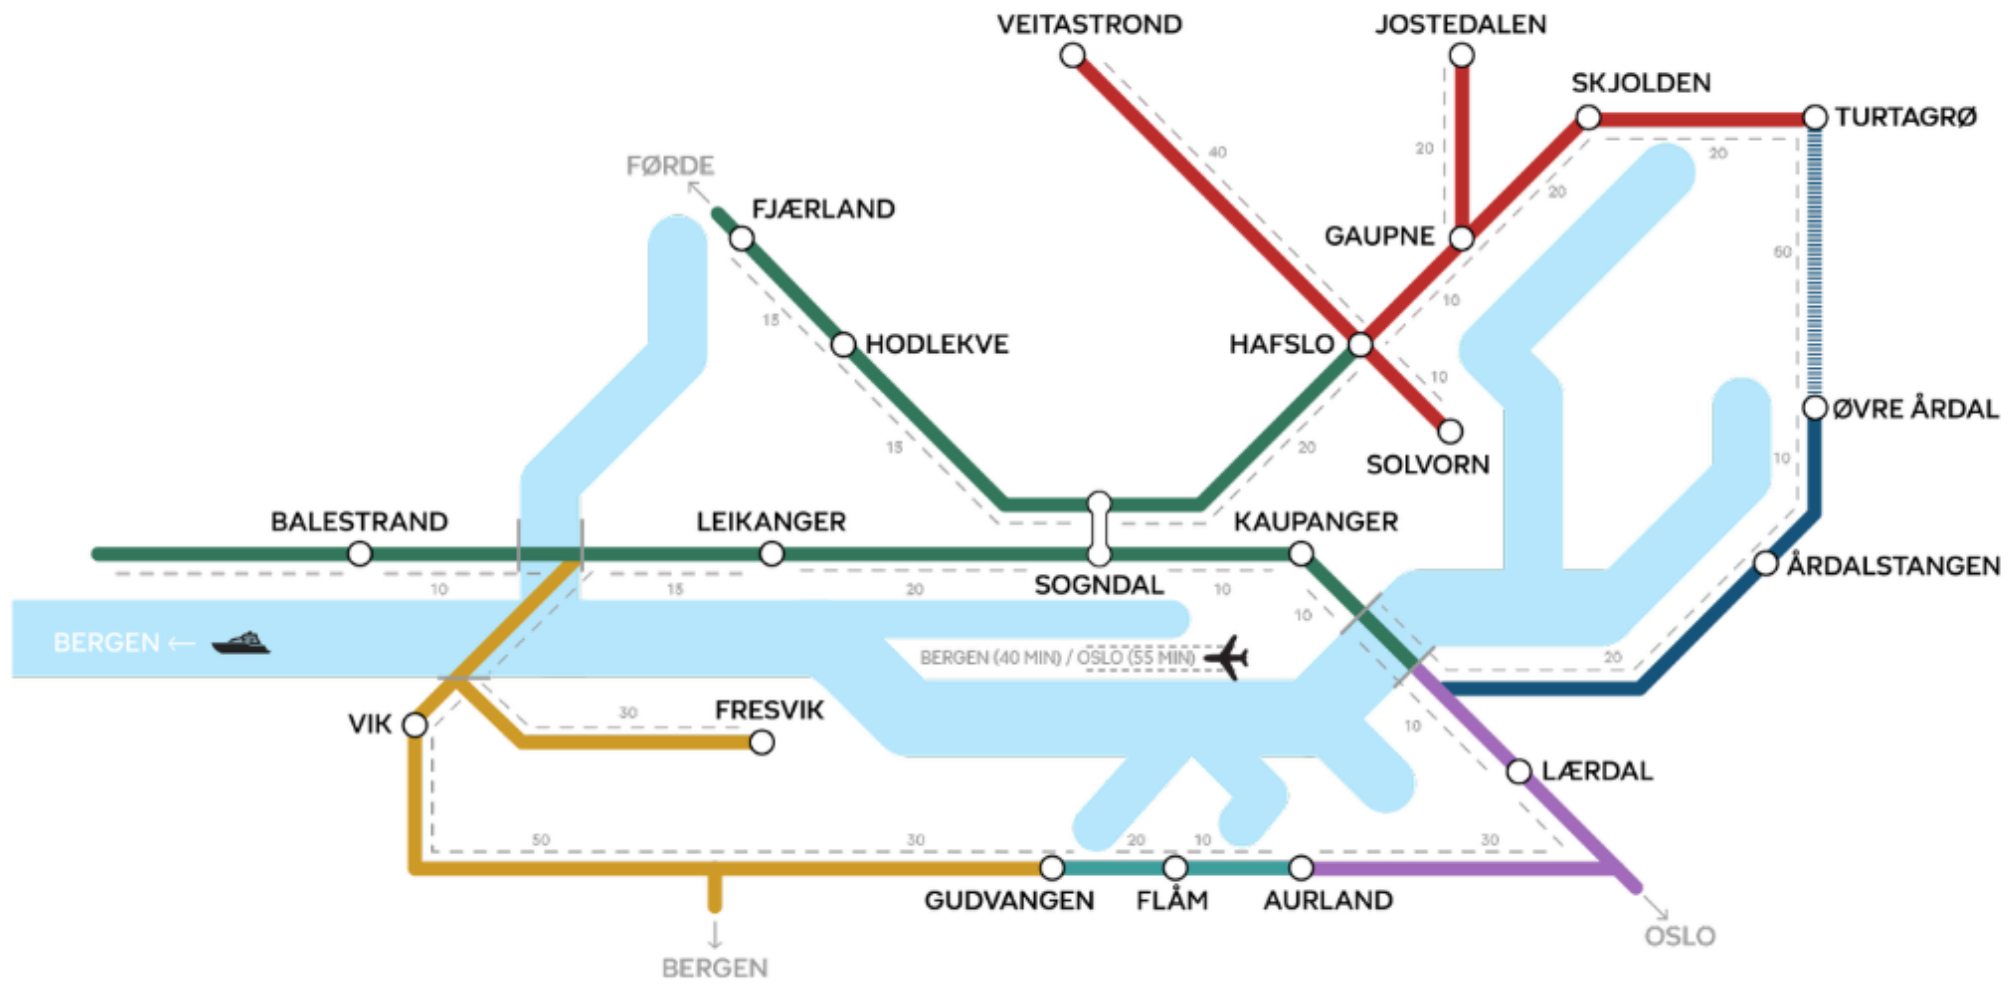 VEITASTROND
JOSTEDALEN
SKJOLDEN
TURTAGRØ
40
20
20
20
FØRDE
FJÆRLAND
GAUPNE
60
10
15
HODLEKVE
HAFSLO
10
ØVRE ÅRDAL
15
20
SOLVORN
10
BALESTRAND
LEIKANGER
KAUPANGER
ÅRDALSTANGEN
SOGNDAL
10
15
20
10
10
BERGEN ←
BERGEN (40 MIN) / OSLO (55 MIN)
20
VIK
30
FRESVIK
10
LÆRDAL
50
30
20
10
30
GUDVANGEN
FLÅM
AURLAND
OSLO
BERGEN